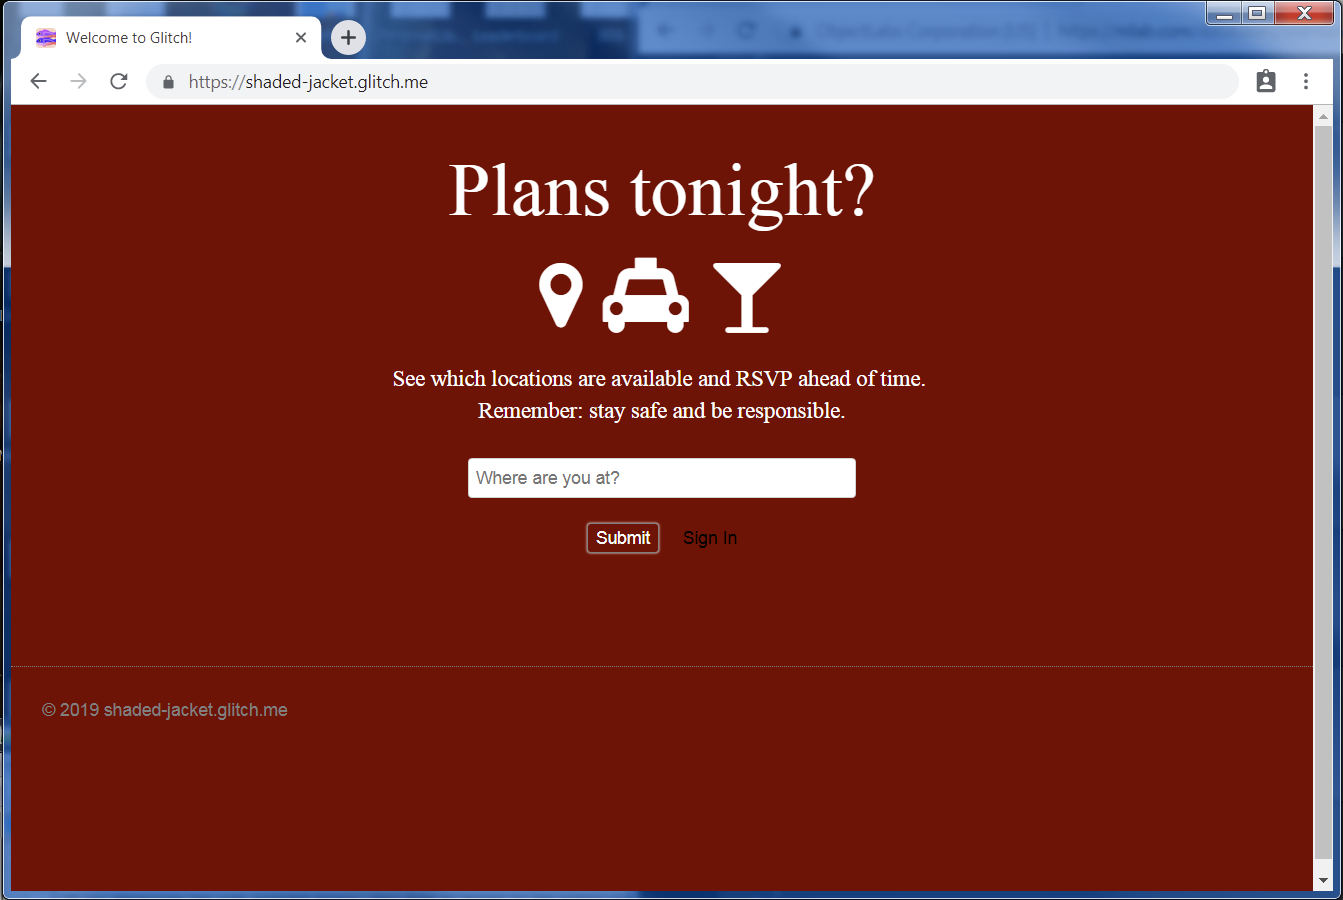 Welcome to Glitch!
https://shaded-jacket.glitch.me
Plans tonight?
See which locations are available and RSVP ahead of time.
Remember: stay safe and be responsible.
Where are you at?
Submit
Sign In
© 2019 shaded-jacket.glitch.me